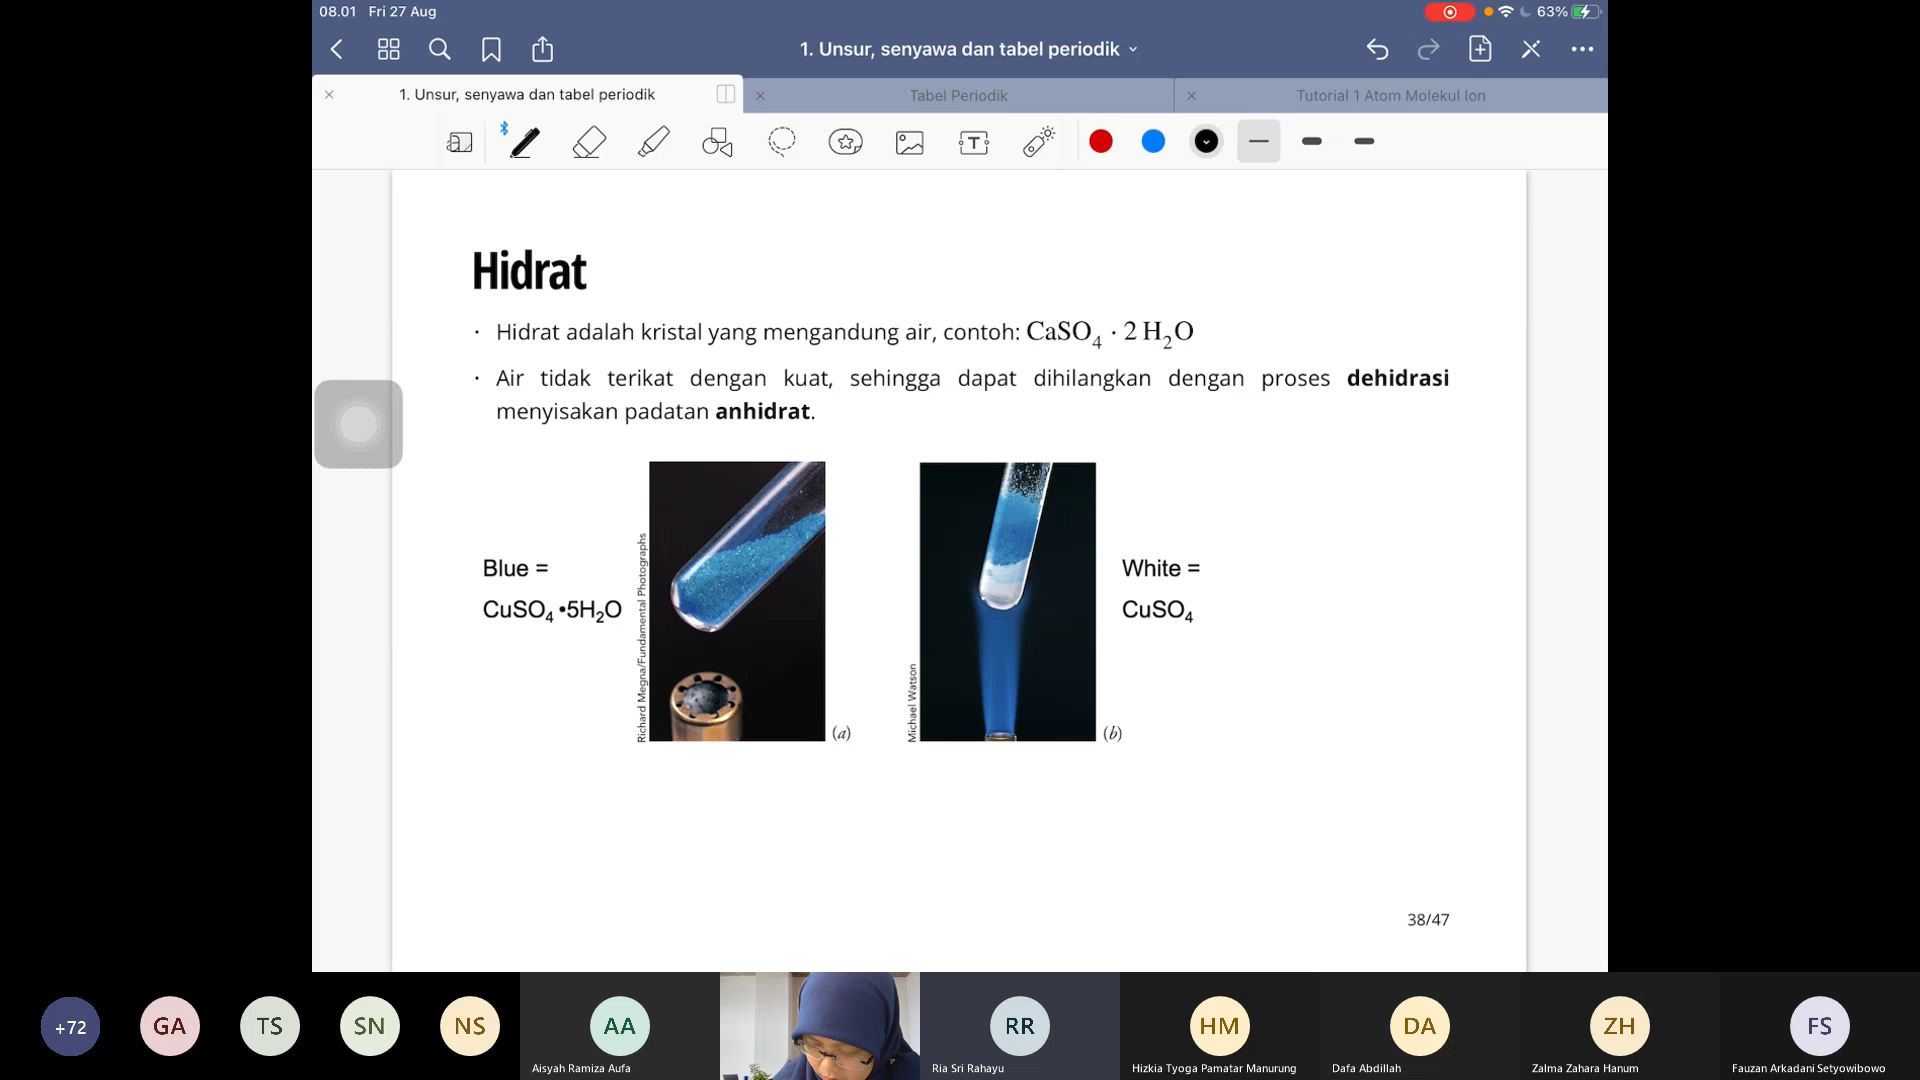 08.01 Fri 27 Aug
63%
1. Unsur, senyawa dan tabel periodik
1. Unsur, senyawa dan tabel periodik
Tabel Periodik
Tutorial 1 Atom Molekul Ion
a
T
Hidrat
· Hidrat adalah kristal yang mengandung air, contoh: CaSO₄ · 2 H₂O
· Air tidak terikat dengan kuat, sehingga dapat dihilangkan dengan proses dehidrasi
menyisakan padatan anhidrat.
Blue =
CuSO₄ •5H₂O
Richard Megna/Fundamental Photographs
(a)
Michael Watson
(b)
White =
CuSO₄
38/47
+72
GA
TS
SN
NS
AA
Aisyah Ramiza Aufa
RR
Ria Sri Rahayu
HM
Hizkia Tyoga Pamatar Manurung
DA
Dafa Abdillah
ZH
Zalma Zahara Hanum
FS
Fauzan Arkadani Setyowibowo